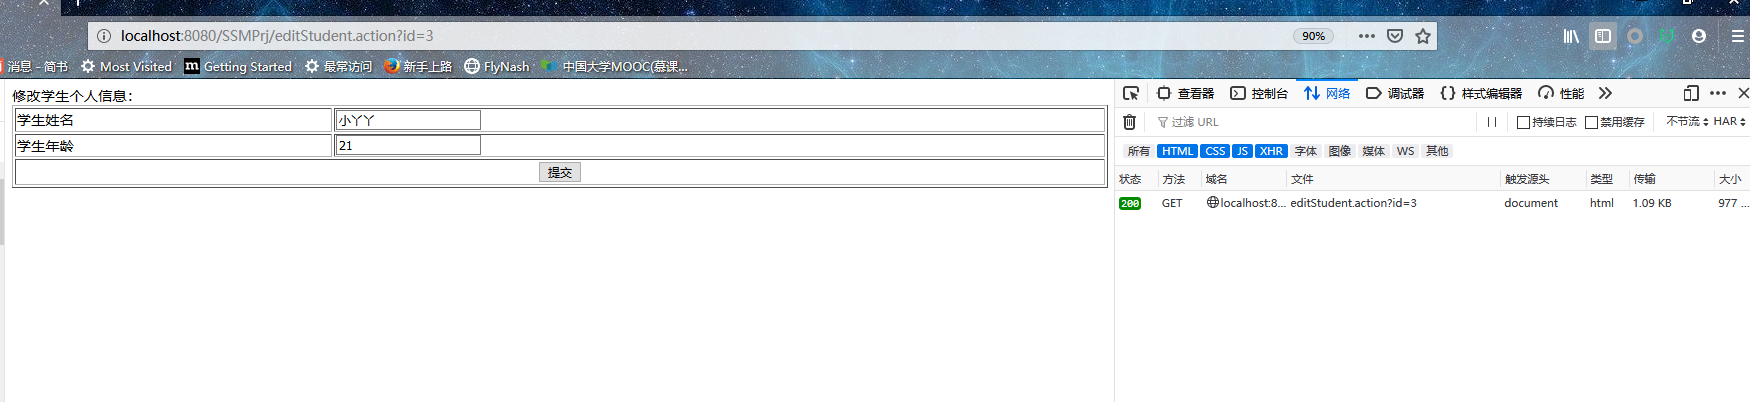 localhost:8080/SSMPrj/editStudent.action?id=3 90%
消息 - 简书 Most Visited Getting Started 最常访问 新手上路 FlyNash 中国大学MOOC(慕课...
修改学生个人信息:
学生姓名 小丫丫
学生年龄 21
提交
查看器 控制台 网络 调试器 样式编辑器 性能
过滤 URL 持续日志 禁用缓存 不节流 HAR
所有 HTML CSS JS XHR 字体 图像 媒体 WS 其他
状态 方法 域名 文件 触发源头 类型 传输 大小
200 GET localhost:8... editStudent.action?id=3 document html 1.09 KB 977 ...